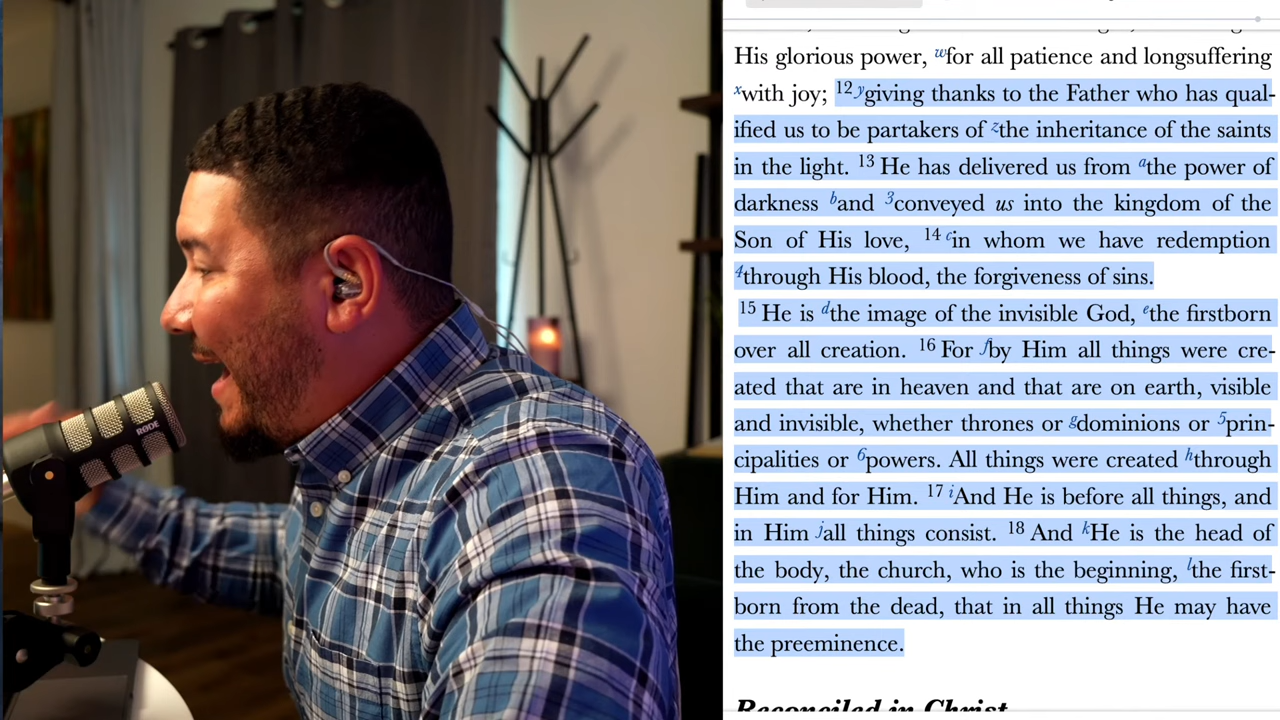 RØDE
His glorious power, wfor all patience and longsuffering
xwith joy; 12 ygiving thanks to the Father who has qual-
ified us to be partakers of zthe inheritance of the saints
in the light. 13 He has delivered us from athe power of
darkness band 3conveyed us into the kingdom of the
Son of His love, 14 cin whom we have redemption
4through His blood, the forgiveness of sins.
15 He is dthe image of the invisible God, ethe firstborn
over all creation. 16 For fby Him all things were cre-
ated that are in heaven and that are on earth, visible
and invisible, whether thrones or gdominions or 5prin-
cipalities or 6powers. All things were created hthrough
Him and for Him. 17 iAnd He is before all things, and
in Him jall things consist. 18 And kHe is the head of
the body, the church, who is the beginning, lthe first-
born from the dead, that in all things He may have
the preeminence.
Reconciled in Christ